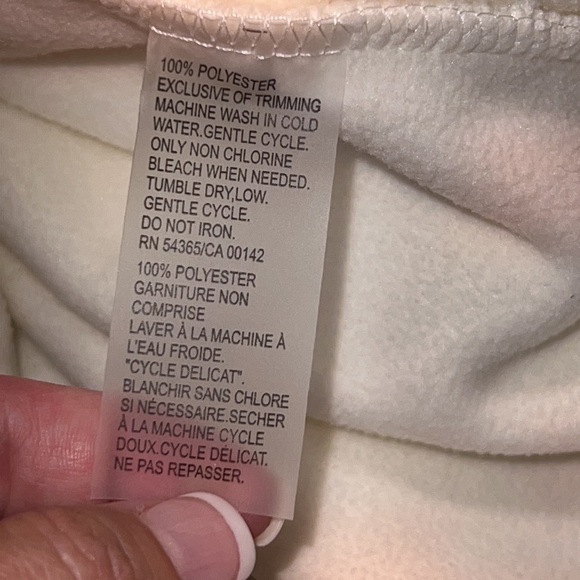 100% POLYESTER
EXCLUSIVE OF TRIMMING
MACHINE WASH IN COLD
WATER.GENTLE CYCLE.
ONLY NON CHLORINE
BLEACH WHEN NEEDED.
TUMBLE DRY,LOW.
GENTLE CYCLE.
DO NOT IRON.
RN 54365/CA 00142
100% POLYESTER
GARNITURE NON
COMPRISE
LAVER À LA MACHINE À
L'EAU FROIDE.
"CYCLE DELICAT".
BLANCHIR SANS CHLORE
SI NÉCESSAIRE.SECHER
À LA MACHINE CYCLE
DOUX.CYCLE DÉLICAT.
NE PAS REPASSER.